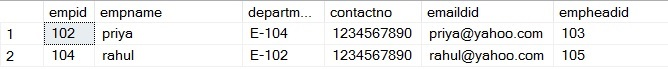 empid empname departm... contactno emaildid empheadid
1 102 priya E-104 1234567890 priya@yahoo.com 103
2 104 rahul E-102 1234567890 rahul@yahoo.com 105